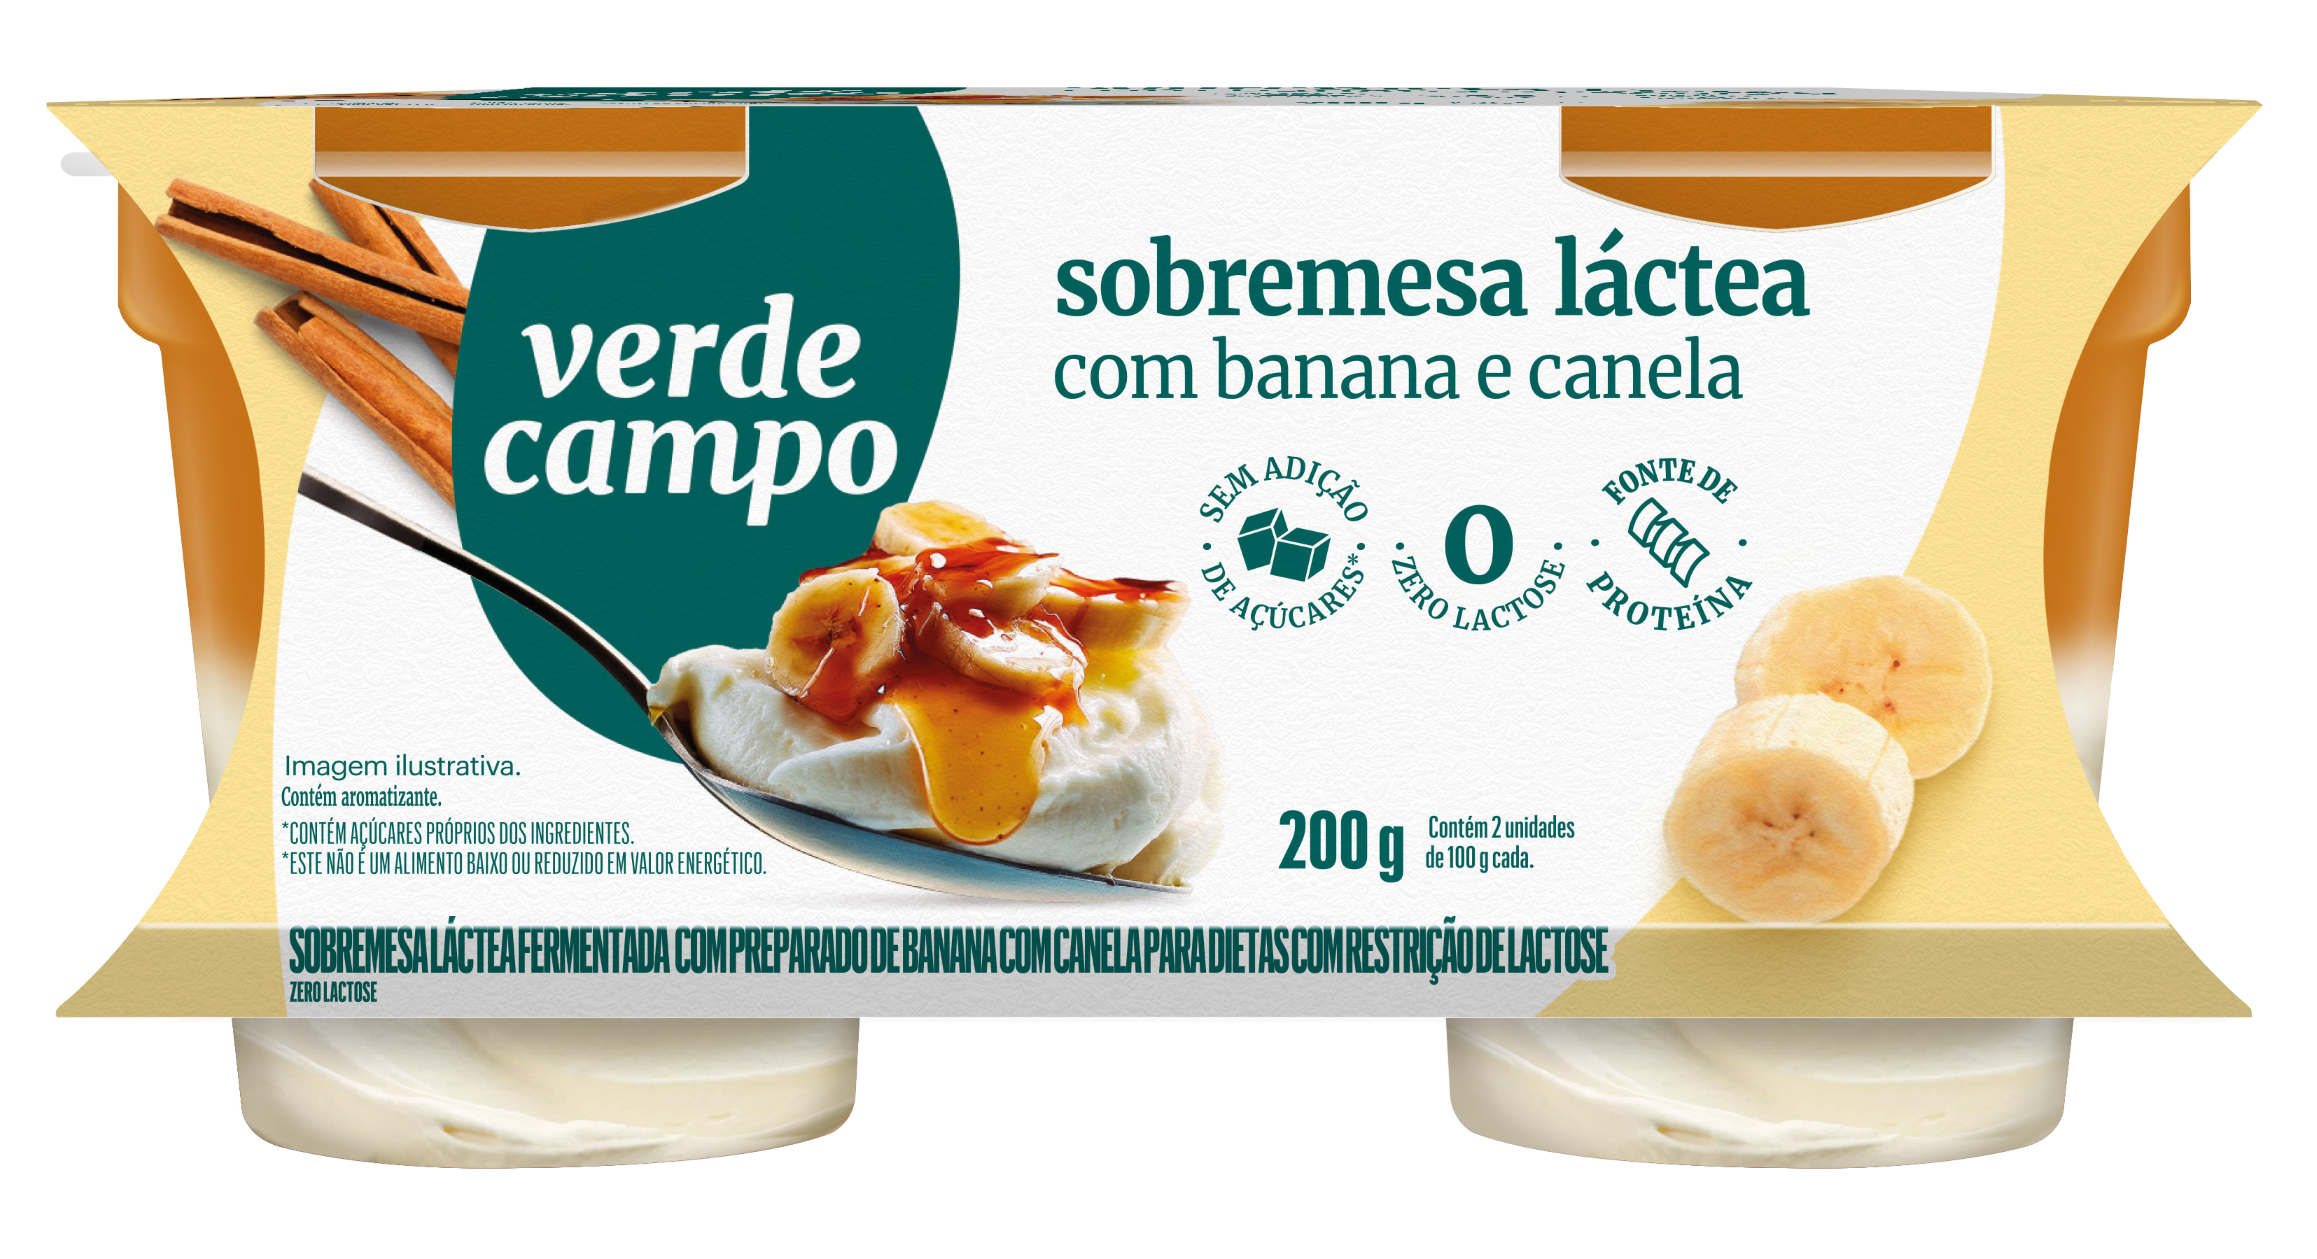 verde
campo
sobremesa láctea
com banana e canela
SEM ADIÇÃO
DE AÇÚCARES*
0
ZERO LACTOSE
FONTE DE
PROTEÍNA
Imagem ilustrativa.
Contém aromatizante.
*CONTÉM AÇÚCARES PRÓPRIOS DOS INGREDIENTES.
*ESTE NÃO É UM ALIMENTO BAIXO OU REDUZIDO EM VALOR ENERGÉTICO.
200 g
Contém 2 unidades
de 100 g cada.
SOBREMESA LÁCTEA FERMENTADA COM PREPARADO DE BANANA COM CANELA PARA DIETAS COM RESTRIÇÃO DE LACTOSE
ZERO LACTOSE